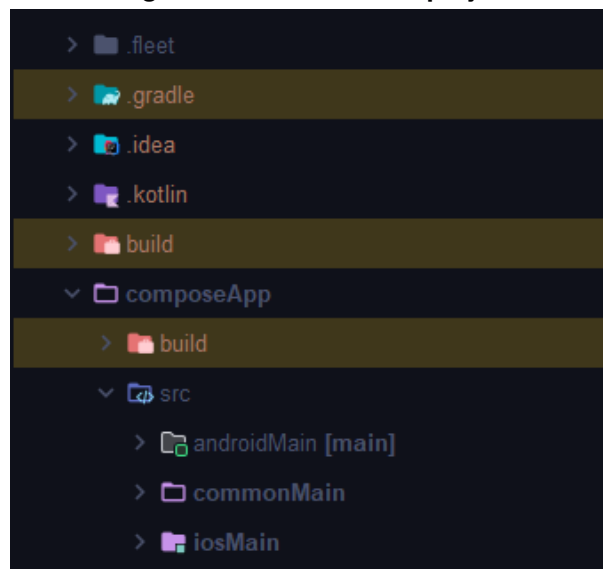 .fleet
.gradle
.idea
.kotlin
build
composeApp
build
src
androidMain [main]
commonMain
iosMain